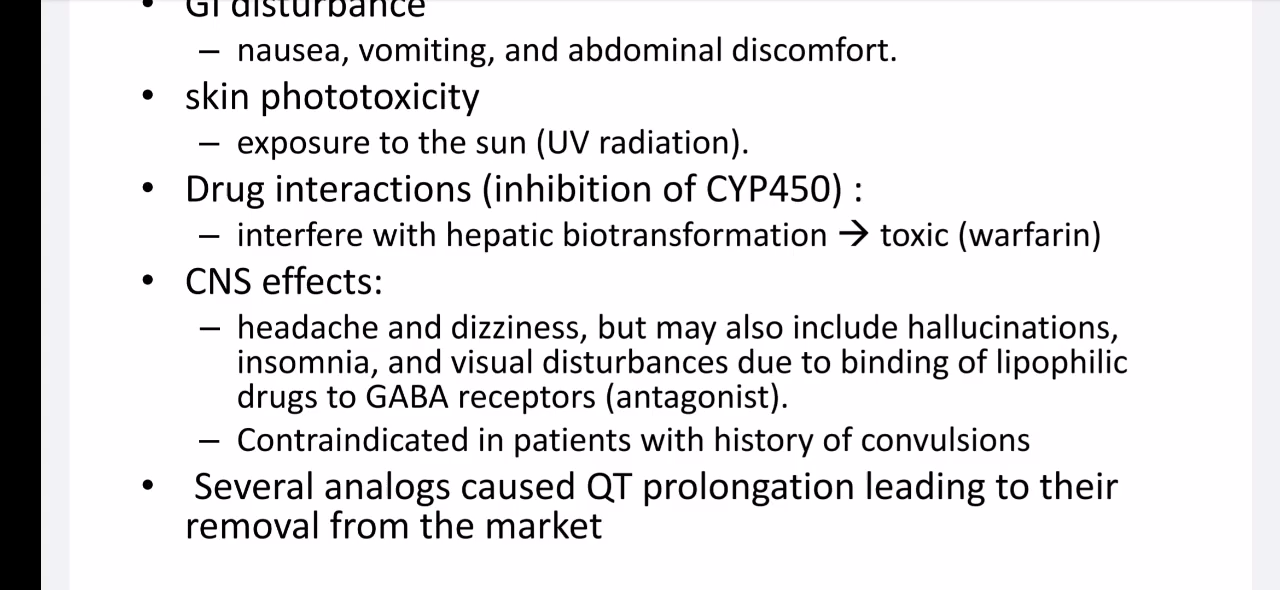 • GI disturbance
– nausea, vomiting, and abdominal discomfort.
• skin phototoxicity
– exposure to the sun (UV radiation).
• Drug interactions (inhibition of CYP450) :
– interfere with hepatic biotransformation → toxic (warfarin)
• CNS effects:
– headache and dizziness, but may also include hallucinations,
insomnia, and visual disturbances due to binding of lipophilic
drugs to GABA receptors (antagonist).
– Contraindicated in patients with history of convulsions
• Several analogs caused QT prolongation leading to their
removal from the market